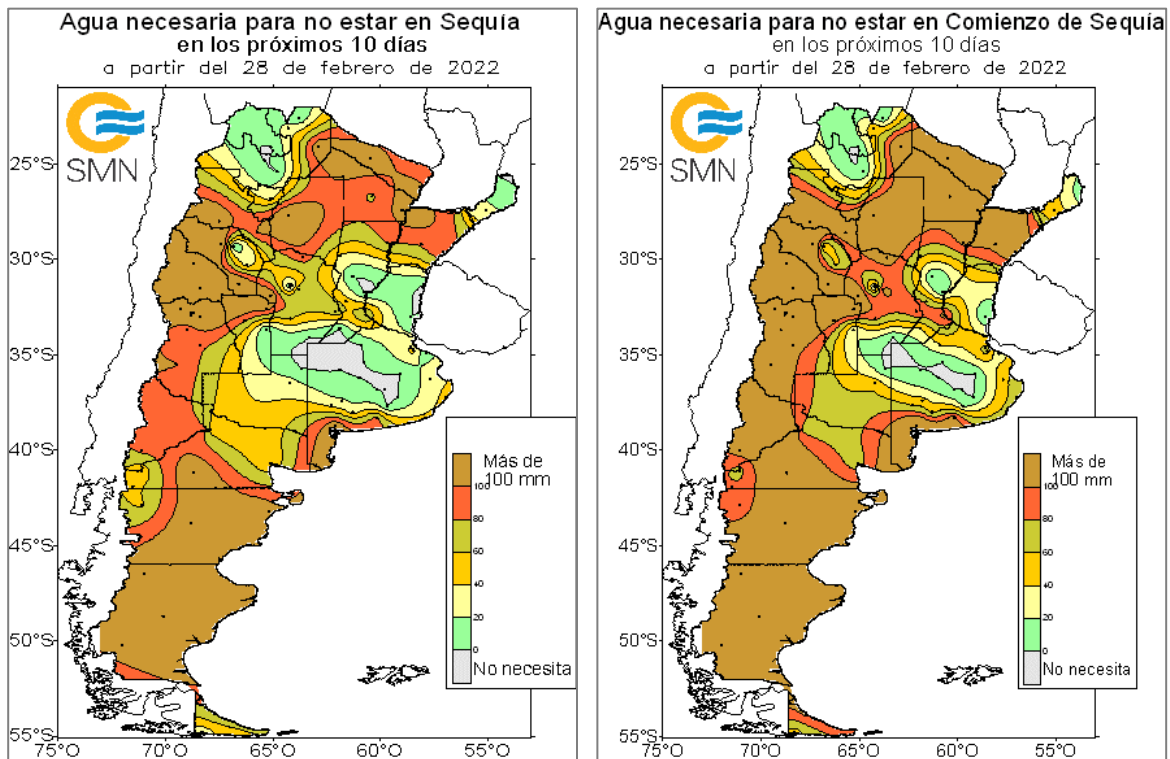 Agua necesaria para no estar en Sequía
en los próximos 10 días
a partir del 28 de febrero de 2022
SMN
25°S
30°S
35°S
40°S
45°S
50°S
55°S
75°O
70°O
65°O
60°O
55°O
Más de
100 mm
100
80
60
40
20
0
No necesita
Agua necesaria para no estar en Comienzo de Sequía
en los próximos 10 días
a partir del 28 de febrero de 2022
SMN
25°S
30°S
35°S
40°S
45°S
50°S
55°S
75°O
70°O
65°O
60°O
55°O
Más de
100 mm
100
80
60
40
20
0
No necesita